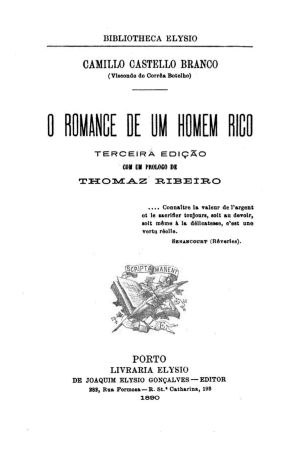 BIBLIOTHECA ELYSIO
CAMILLO CASTELLO BRANCO
(Visconde de Corrêa Botelho)
O ROMANCE DE UM HOMEM RICO
TERCEIRA EDIÇÃO
COM UM PROLOGO DE
THOMAZ RIBEIRO
.... Connaître la valeur de l'argent
et le sacrifier toujours, soit au devoir,
soit même à la délicatesse, c'est une
vertu réelle.
SENANCOURT (Rêveries).
SCRIPTA MANENT
PORTO
LIVRARIA ELYSIO
DE JOAQUIM ELYSIO GONÇALVES—EDITOR
282, Rua Formosa—R. St.ª Catharina, 193
1890